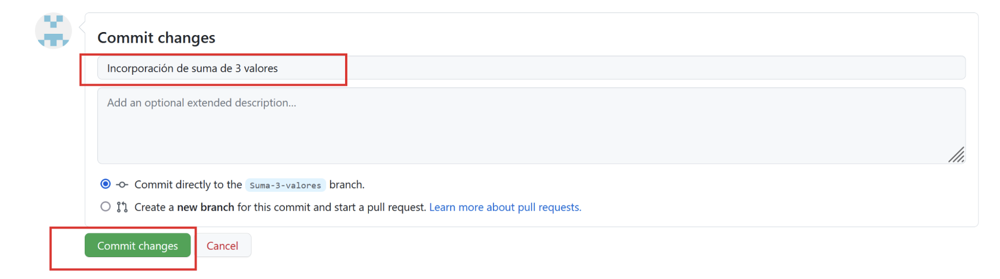 Commit changes
Incorporación de suma de 3 valores
Add an optional extended description...
Commit directly to the Suma-3-valores branch.
Create a new branch for this commit and start a pull request. Learn more about pull requests.
Commit changes Cancel